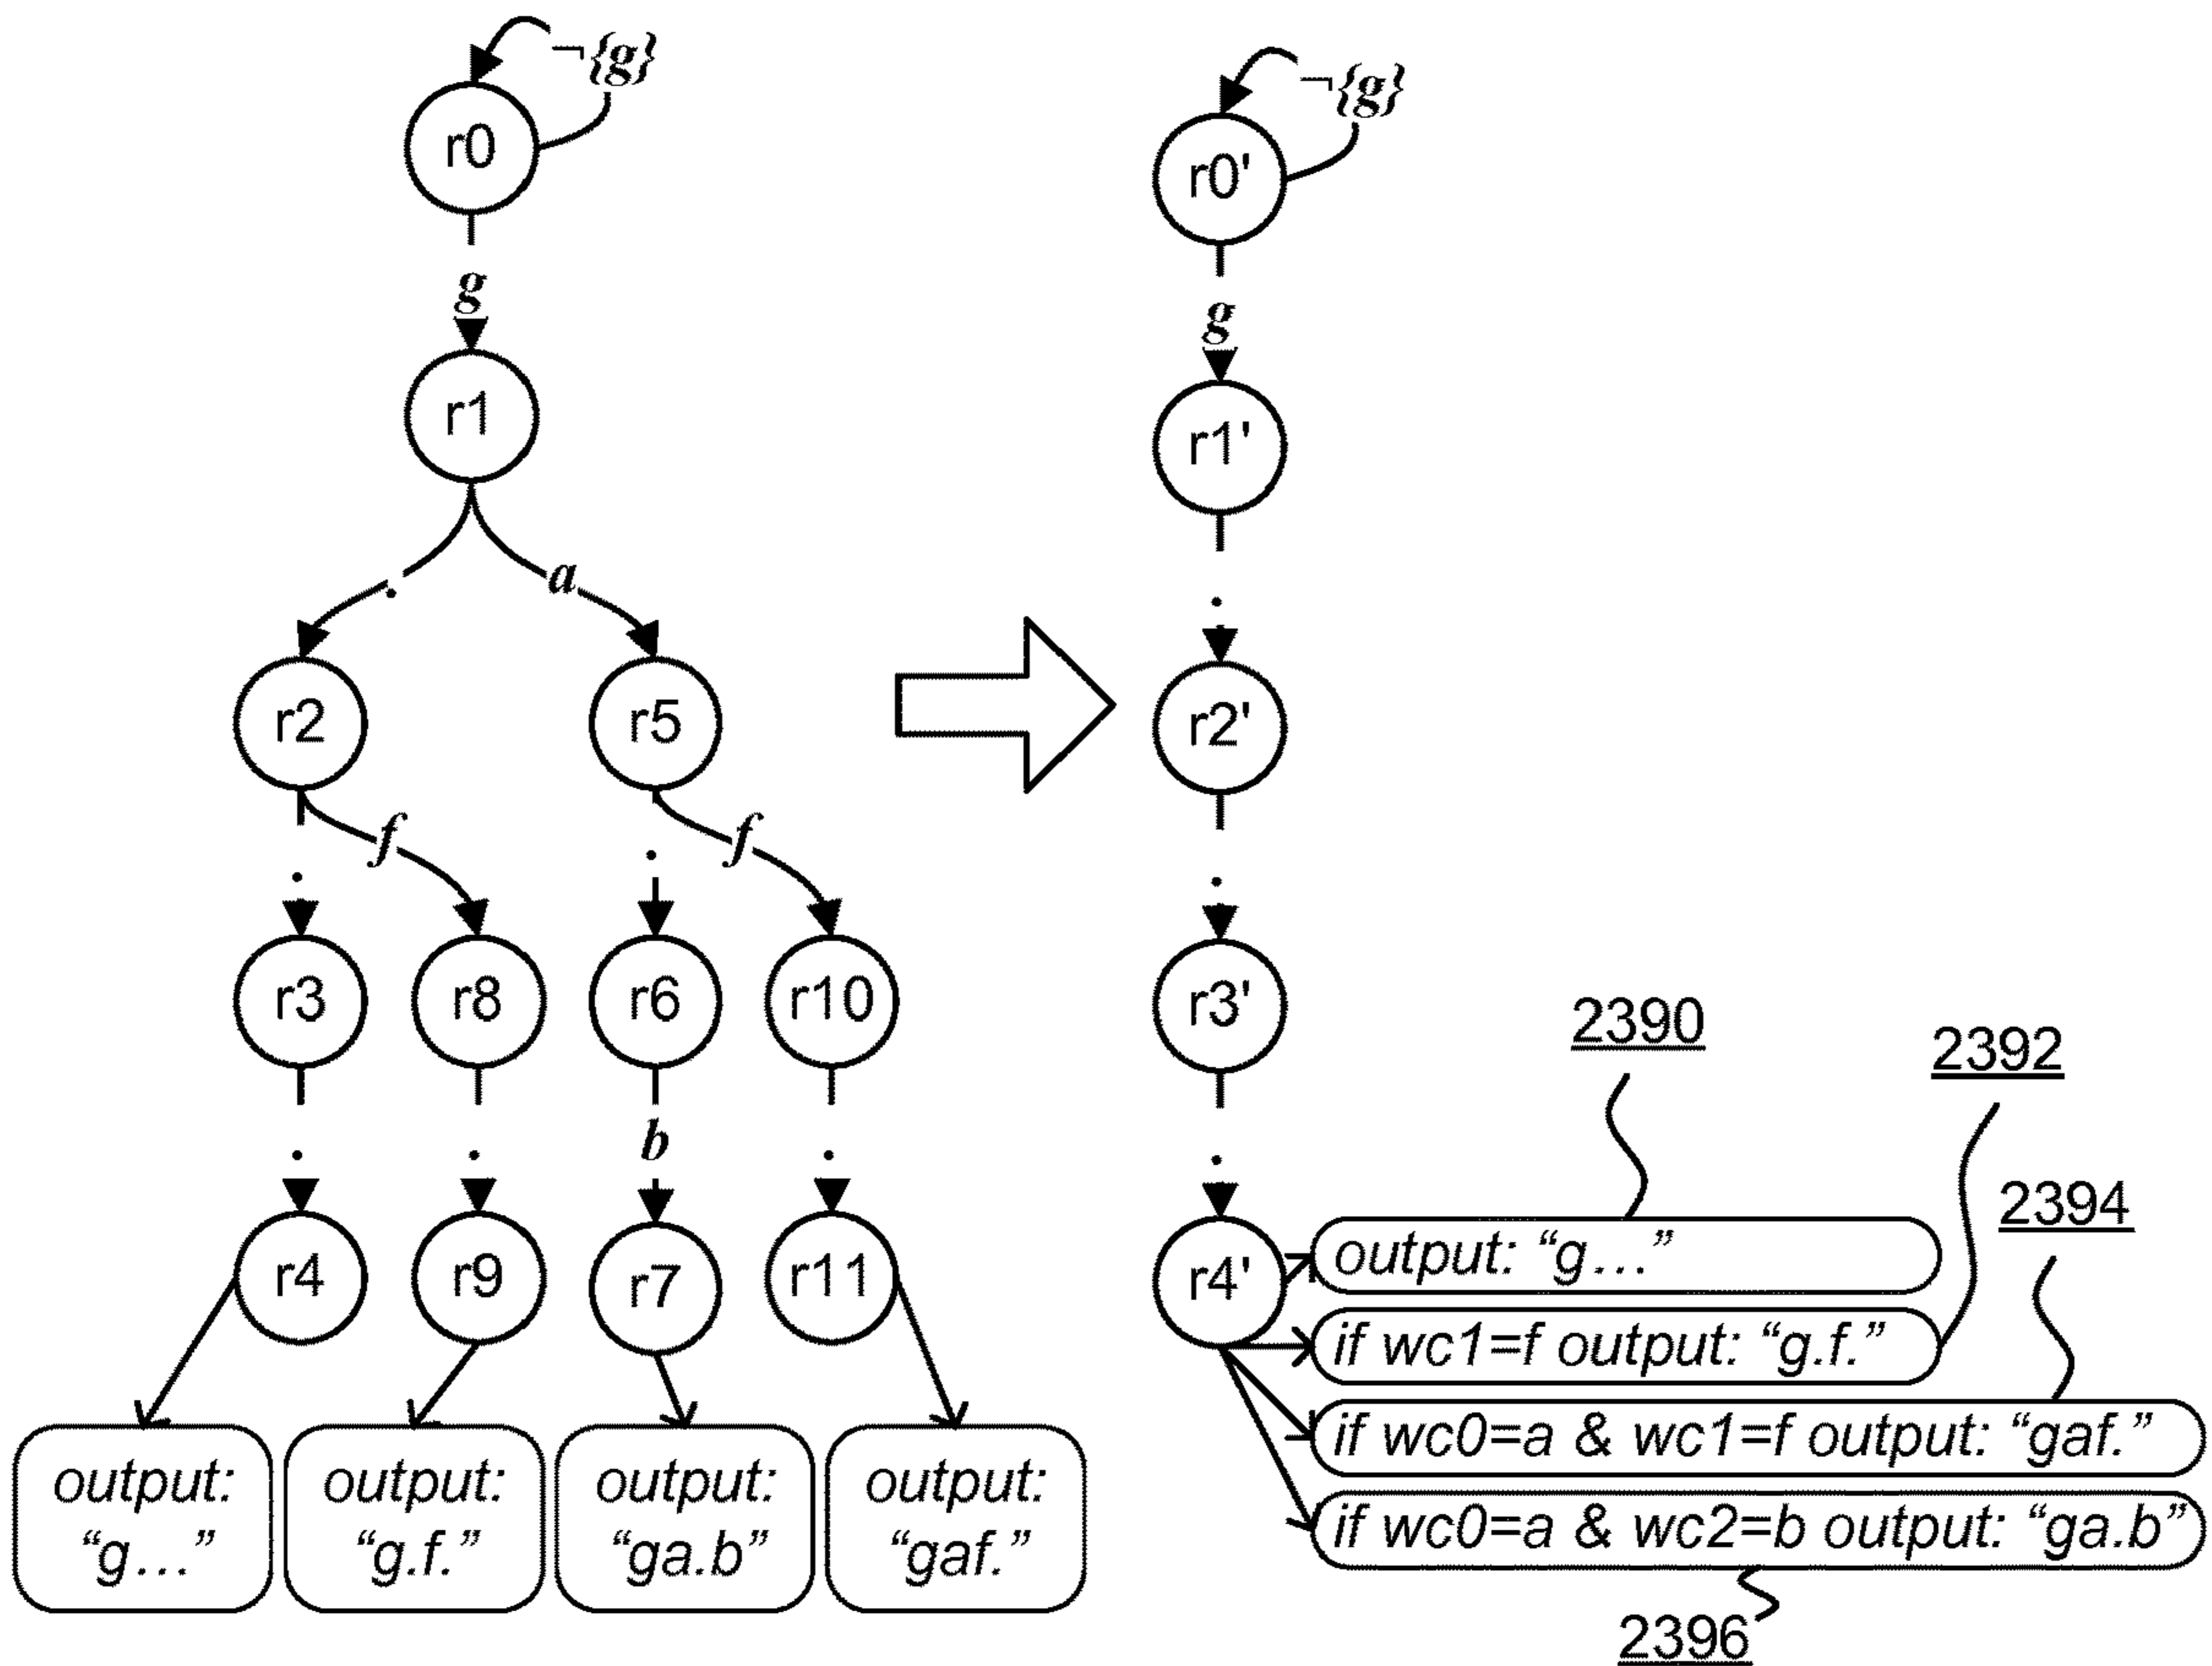 ¬{g}
r0
g
r1
.
a
r2
r5
.
f
.
f
r3
r8
r6
r10
.
.
b
.
r4
r9
r7
r11
output:
“g…”
output:
“g.f.”
output:
“ga.b”
output:
“gaf.”
¬{g}
r0'
g
r1'
.
r2'
.
r3'
.
r4'
2390
2392
2394
output: “g…”
if wc1=f output: “g.f.”
if wc0=a & wc1=f output: “gaf.”
if wc0=a & wc2=b output: “ga.b”
2396